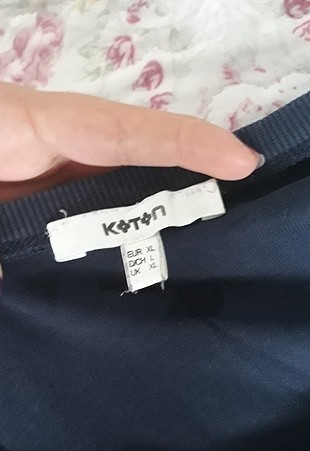 KOTON
EUR XL
D/CH L
UK XL